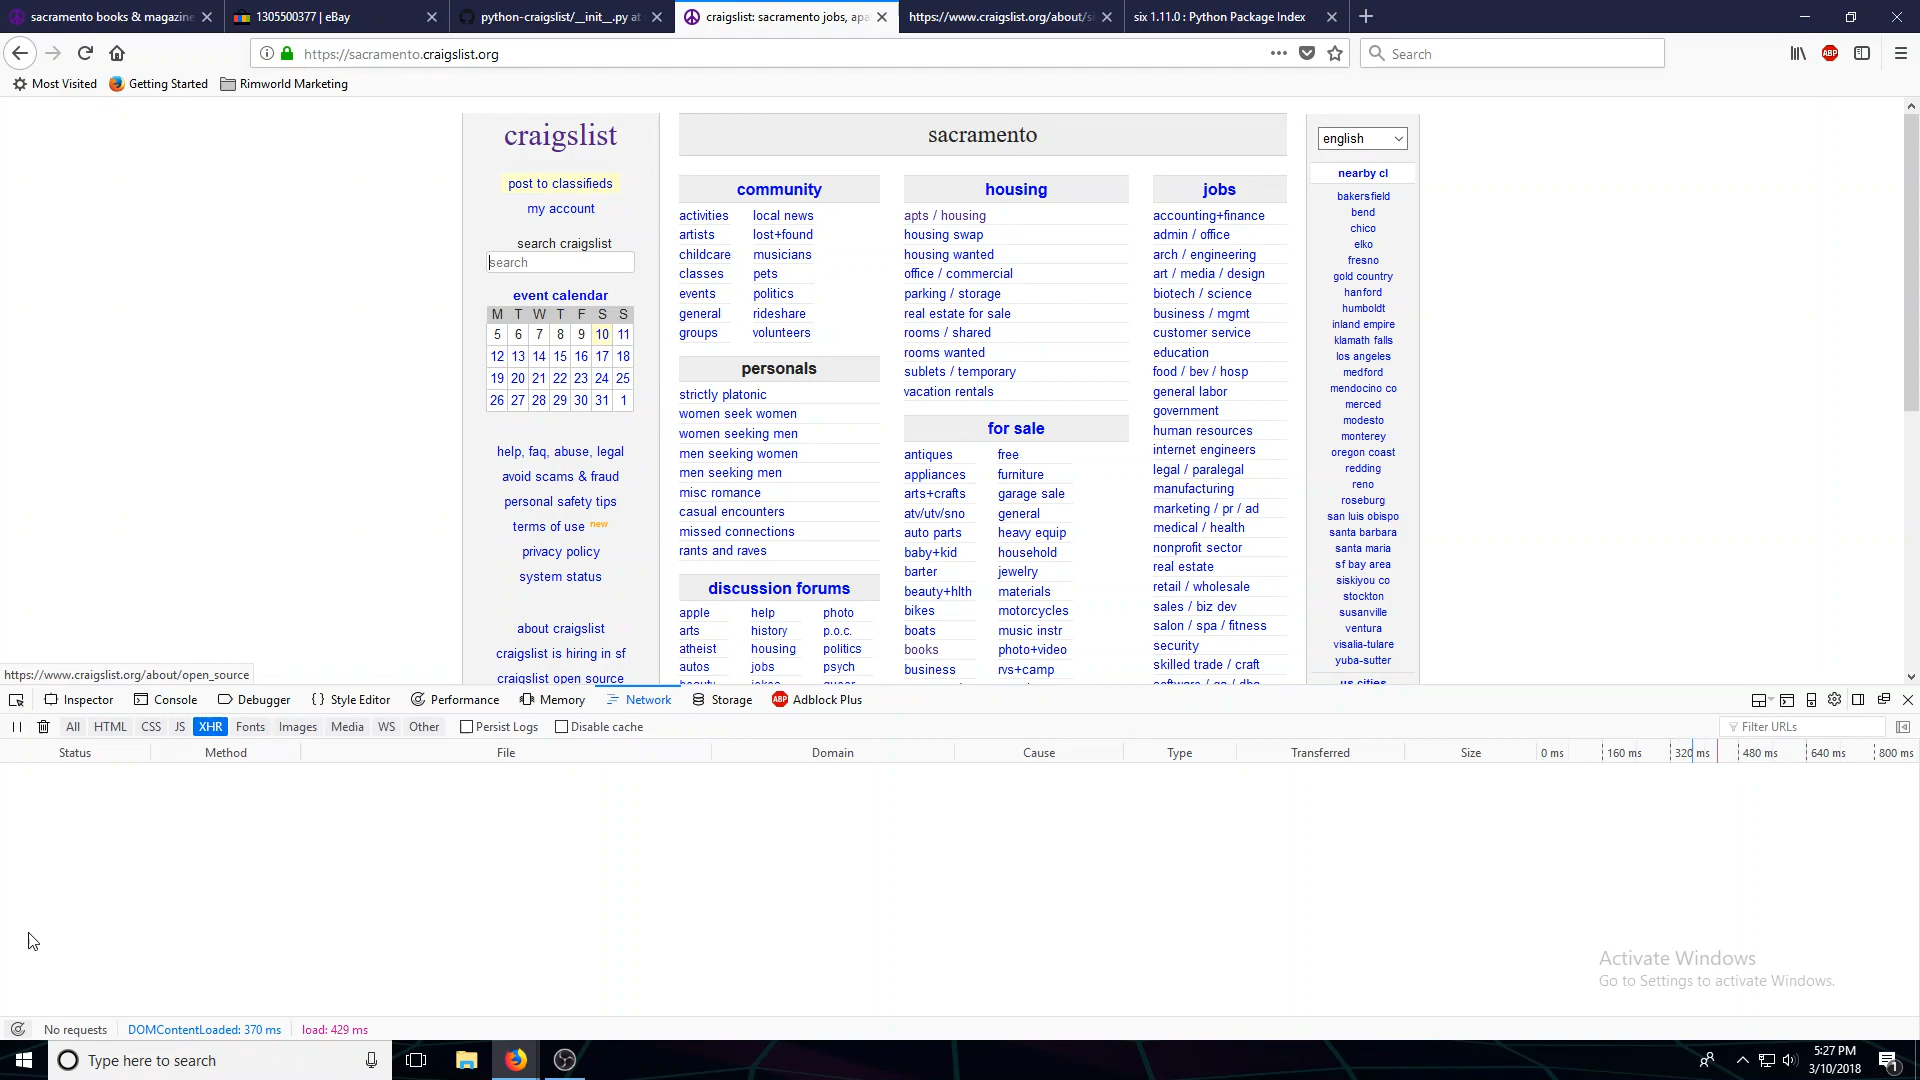 sacramento books & magazine
1305500377 | eBay
python-craigslist/__init__.py at
craigslist: sacramento jobs, apa
https://www.craigslist.org/about/si
six 1.11.0 : Python Package Index
https://sacramento.craigslist.org
Search
Most Visited
Getting Started
Rimworld Marketing
craigslist
post to classifieds
my account
search craigslist
search
event calendar
M T W T F S S
5 6 7 8 9 10 11
12 13 14 15 16 17 18
19 20 21 22 23 24 25
26 27 28 29 30 31 1
help, faq, abuse, legal
avoid scams & fraud
personal safety tips
terms of use new
privacy policy
system status
about craigslist
craigslist is hiring in sf
craigslist open source
sacramento
community
activities
artists
childcare
classes
events
general
groups
local news
lost+found
musicians
pets
politics
rideshare
volunteers
personals
strictly platonic
women seek women
women seeking men
men seeking women
men seeking men
misc romance
casual encounters
missed connections
rants and raves
discussion forums
apple
arts
atheist
autos
help
history
housing
jobs
photo
p.o.c.
politics
psych
housing
apts / housing
housing swap
housing wanted
office / commercial
parking / storage
real estate for sale
rooms / shared
rooms wanted
sublets / temporary
vacation rentals
for sale
antiques
appliances
arts+crafts
atv/utv/sno
auto parts
baby+kid
barter
beauty+hlth
bikes
boats
books
business
free
furniture
garage sale
general
heavy equip
household
jewelry
materials
motorcycles
music instr
photo+video
rvs+camp
jobs
accounting+finance
admin / office
arch / engineering
art / media / design
biotech / science
business / mgmt
customer service
education
food / bev / hosp
general labor
government
human resources
internet engineers
legal / paralegal
manufacturing
marketing / pr / ad
medical / health
nonprofit sector
real estate
retail / wholesale
sales / biz dev
salon / spa / fitness
security
skilled trade / craft
english
nearby cl
bakersfield
bend
chico
elko
fresno
gold country
hanford
humboldt
inland empire
klamath falls
los angeles
medford
mendocino co
merced
modesto
monterey
oregon coast
redding
reno
roseburg
san luis obispo
santa barbara
santa maria
sf bay area
siskiyou co
stockton
susanville
ventura
visalia-tulare
yuba-sutter
us cities
https://www.craigslist.org/about/open_source
Inspector
Console
Debugger
{} Style Editor
Performance
Memory
Network
Storage
ABP Adblock Plus
All HTML CSS JS XHR Fonts Images Media WS Other
Persist Logs
Disable cache
Filter URLs
Status Method File Domain Cause Type Transferred Size 0 ms 160 ms 320 ms 480 ms 640 ms 800 ms
Activate Windows
Go to Settings to activate Windows.
No requests
DOMContentLoaded: 370 ms
load: 429 ms
Type here to search
5:27 PM
3/10/2018
1